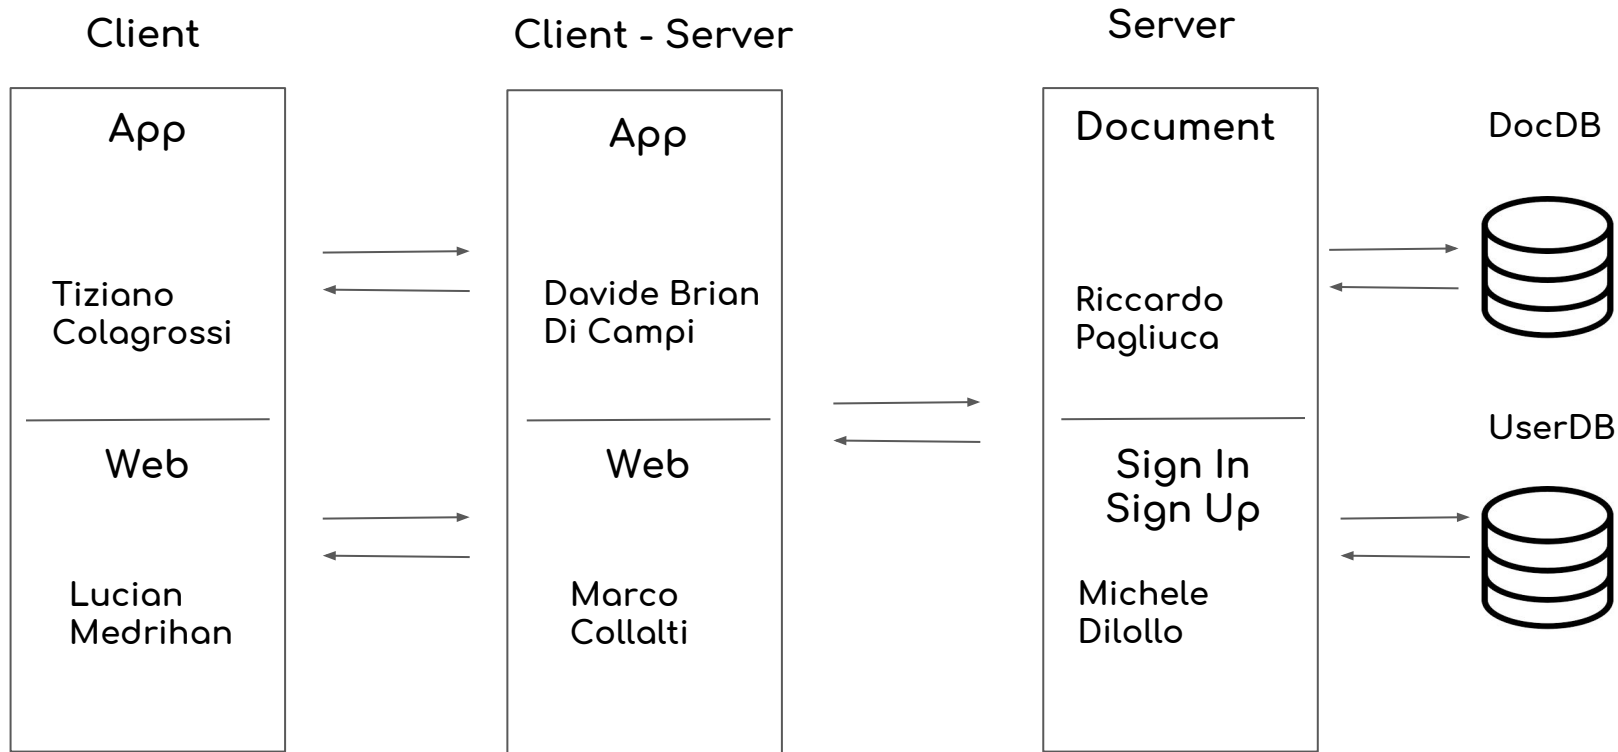 Client
Client - Server
Server
App
Tiziano
Colagrossi
Web
Lucian
Medrihan
App
Davide Brian
Di Campi
Web
Marco
Collalti
Document
Riccardo
Pagliuca
Sign In
Sign Up
Michele
Dilollo
DocDB
UserDB